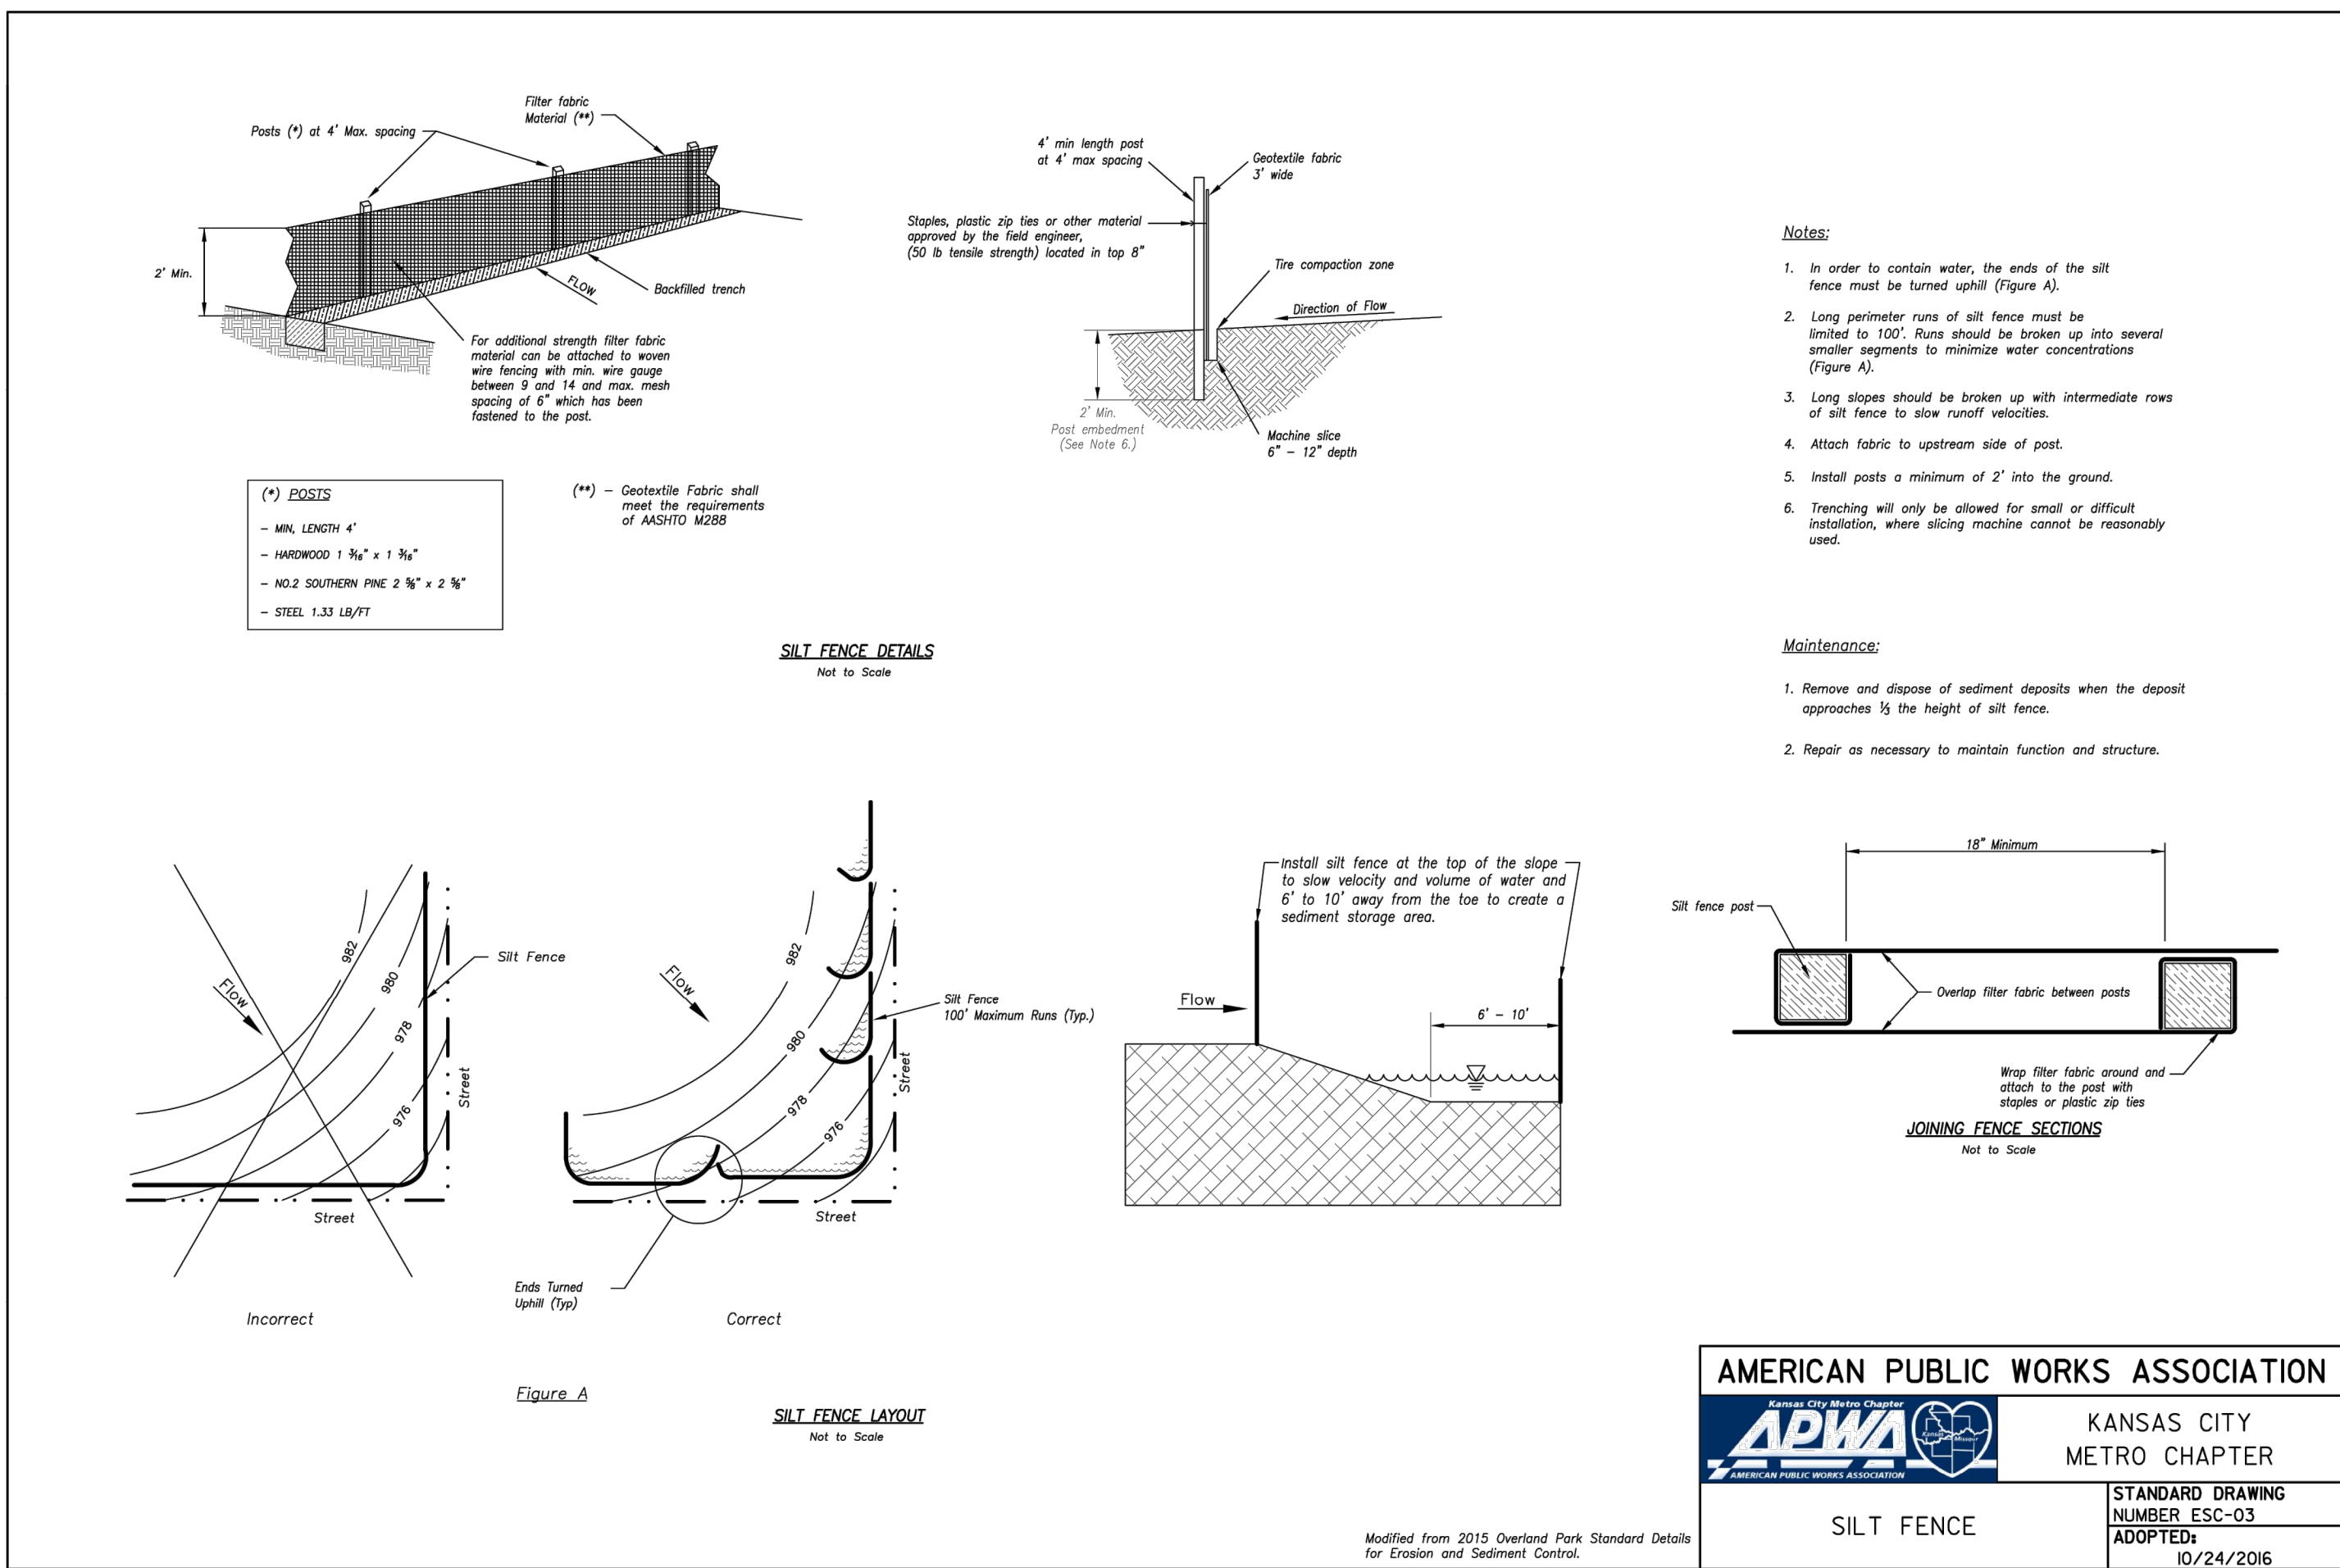 Filter fabric
Material (**)
Posts (*) at 4' Max. spacing
2' Min.
FLOW
Backfilled trench
For additional strength filter fabric
material can be attached to woven
wire fencing with min. wire gauge
between 9 and 14 and max. mesh
spacing of 6" which has been
fastened to the post.
4' min length post
at 4' max spacing
Geotextile fabric
3' wide
Staples, plastic zip ties or other material
approved by the field engineer,
(50 lb tensile strength) located in top 8"
Tire compaction zone
Direction of Flow
2' Min.
Post embedment
(See Note 6.)
Machine slice
6" – 12" depth
(*) POSTS
– MIN, LENGTH 4'
– HARDWOOD 1 3/16" x 1 3/16"
– NO.2 SOUTHERN PINE 2 5/8" x 2 5/8"
– STEEL 1.33 LB/FT
(**) – Geotextile Fabric shall
meet the requirements
of AASHTO M288
SILT FENCE DETAILS
Not to Scale
Notes:
1. In order to contain water, the ends of the silt
fence must be turned uphill (Figure A).
2. Long perimeter runs of silt fence must be
limited to 100'. Runs should be broken up into several
smaller segments to minimize water concentrations
(Figure A).
3. Long slopes should be broken up with intermediate rows
of silt fence to slow runoff velocities.
4. Attach fabric to upstream side of post.
5. Install posts a minimum of 2' into the ground.
6. Trenching will only be allowed for small or difficult
installation, where slicing machine cannot be reasonably
used.
Maintenance:
1. Remove and dispose of sediment deposits when the deposit
approaches 1/3 the height of silt fence.
2. Repair as necessary to maintain function and structure.
982
980
978
976
Flow
Silt Fence
Street
Street
Incorrect
982
980
978
976
Flow
Silt Fence
100' Maximum Runs (Typ.)
Street
Street
Ends Turned
Uphill (Typ)
Correct
Figure A
SILT FENCE LAYOUT
Not to Scale
Install silt fence at the top of the slope
to slow velocity and volume of water and
6' to 10' away from the toe to create a
sediment storage area.
Flow
6' – 10'
18" Minimum
Silt fence post
Overlap filter fabric between posts
Wrap filter fabric around and
attach to the post with
staples or plastic zip ties
JOINING FENCE SECTIONS
Not to Scale
Modified from 2015 Overland Park Standard Details
for Erosion and Sediment Control.
AMERICAN PUBLIC WORKS ASSOCIATION
Kansas City Metro Chapter
APWA
Kansas
Missouri
AMERICAN PUBLIC WORKS ASSOCIATION
KANSAS CITY
METRO CHAPTER
SILT FENCE
STANDARD DRAWING
NUMBER ESC-03
ADOPTED:
10/24/2016